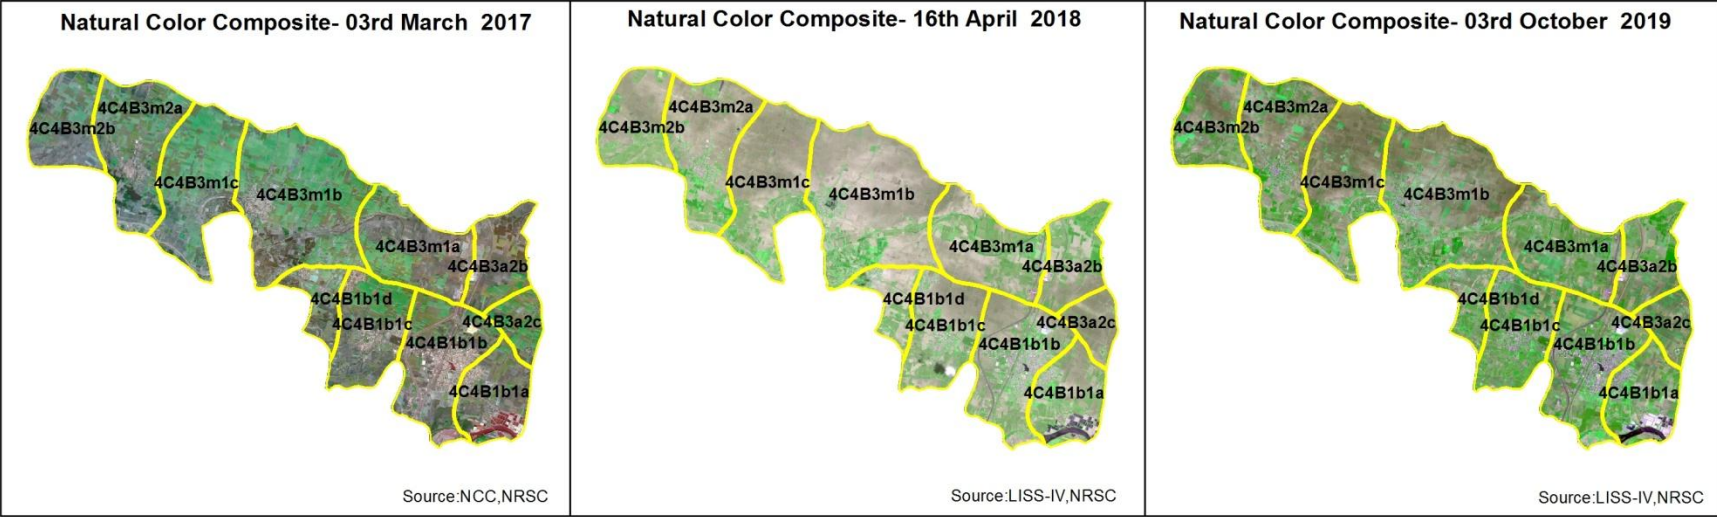 Natural Color Composite- 03rd March  2017
4C4B3m2a
4C4B3m2b
4C4B3m1c
4C4B3m1b
4C4B3m1a
4C4B3a2b
4C4B1b1d
4C4B1b1c
4C4B3a2c
4C4B1b1b
4C4B1b1a
Source:NCC,NRSC
Natural Color Composite- 16th April  2018
4C4B3m2a
4C4B3m2b
4C4B3m1c
4C4B3m1b
4C4B3m1a
4C4B3a2b
4C4B1b1d
4C4B1b1c
4C4B3a2c
4C4B1b1b
4C4B1b1a
Source:LISS-IV,NRSC
Natural Color Composite- 03rd October  2019
4C4B3m2a
4C4B3m2b
4C4B3m1c
4C4B3m1b
4C4B3m1a
4C4B3a2b
4C4B1b1d
4C4B1b1c
4C4B3a2c
4C4B1b1b
4C4B1b1a
Source:LISS-IV,NRSC